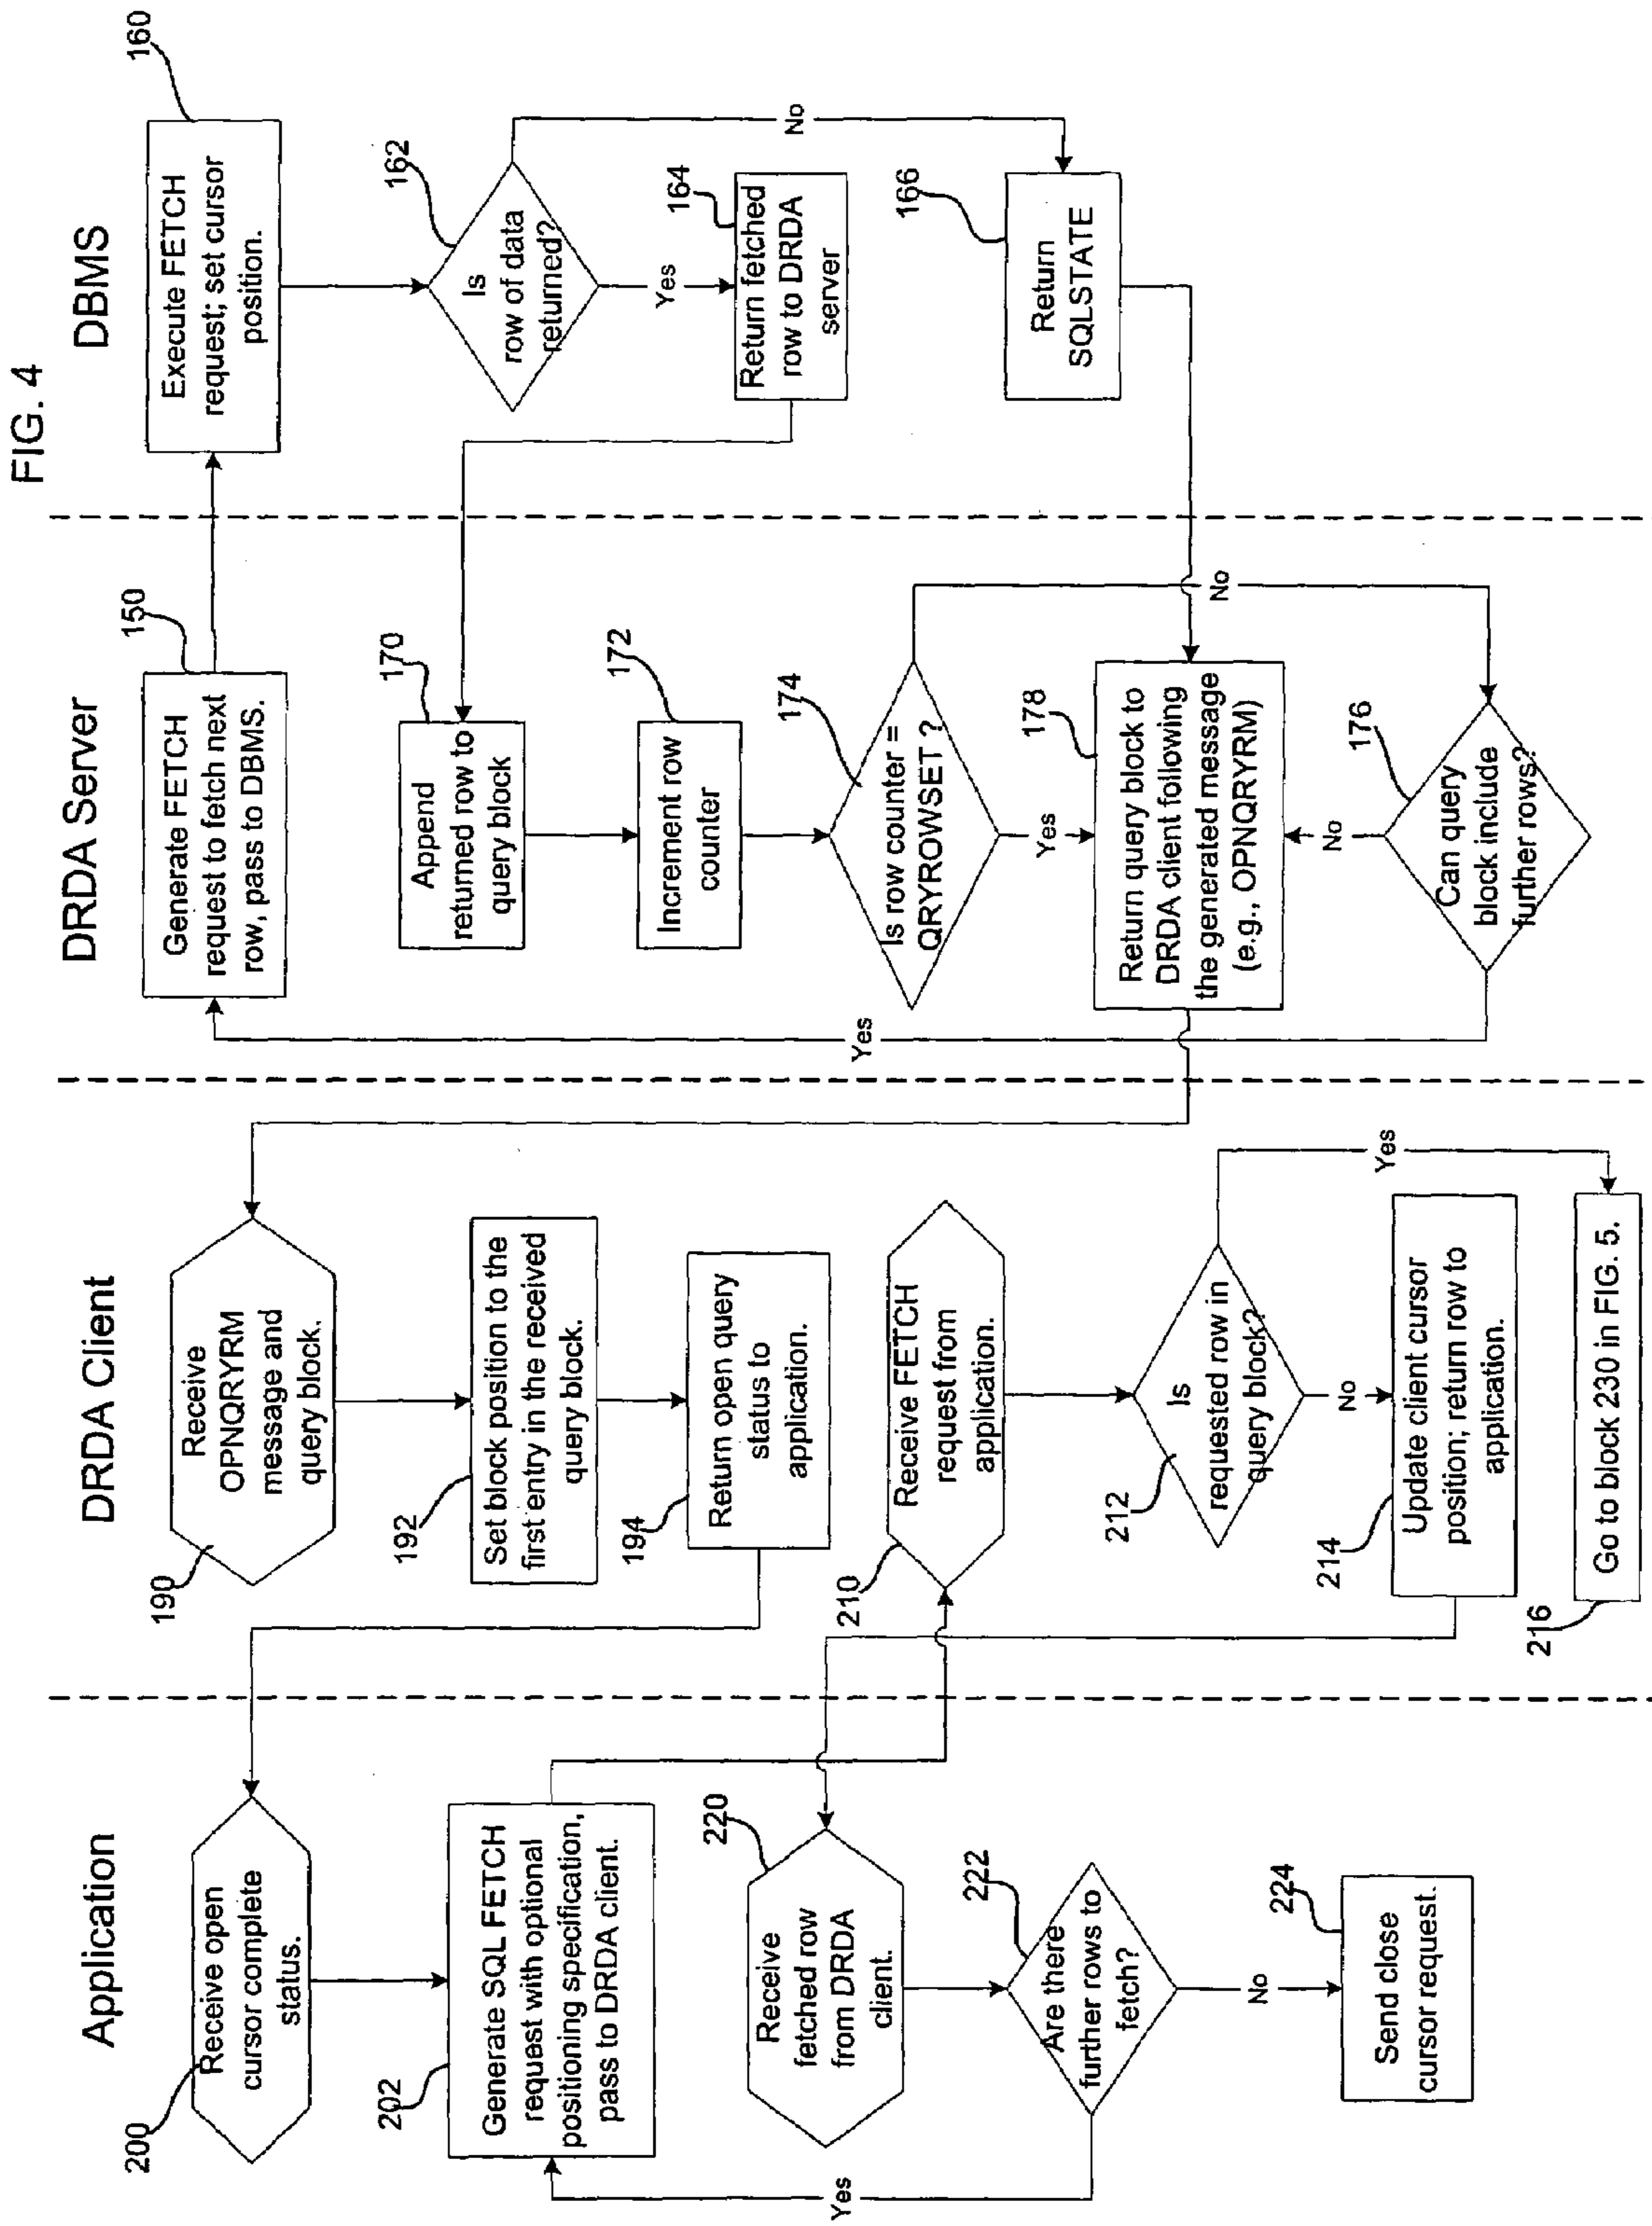 FIG. 4
Application
DRDA Client
DRDA Server
DBMS
200
Receive open
cursor complete
status.
202
Generate SQL FETCH
request with optional
positioning specification,
pass to DRDA client.
220
Receive
fetched row
from DRDA
client.
222
Are there
further rows to
fetch?
Yes
No
224
Send close
cursor request.
190
Receive
OPNQRYRM
message and
query block.
192
Set block position to the
first entry in the received
query block.
194
Return open query
status to
application.
210
Receive FETCH
request from
application.
212
Is
requested row in
query block?
Yes
No
214
Update client cursor
position; return row to
application.
216
Go to block 230 in FIG. 5.
150
Generate FETCH
request to fetch next
row, pass to DBMS.
170
Append
returned row to
query block
172
Increment row
counter
174
Is row counter =
QRYROWSET ?
Yes
No
178
Return query block to
DRDA client following
the generated message
(e.g., OPNQRYRM)
176
Can query
block include
further rows?
No
Yes
160
Execute FETCH
request; set cursor
position.
162
Is
row of data
returned?
Yes
No
164
Return fetched
row to DRDA
server
166
Return
SQLSTATE